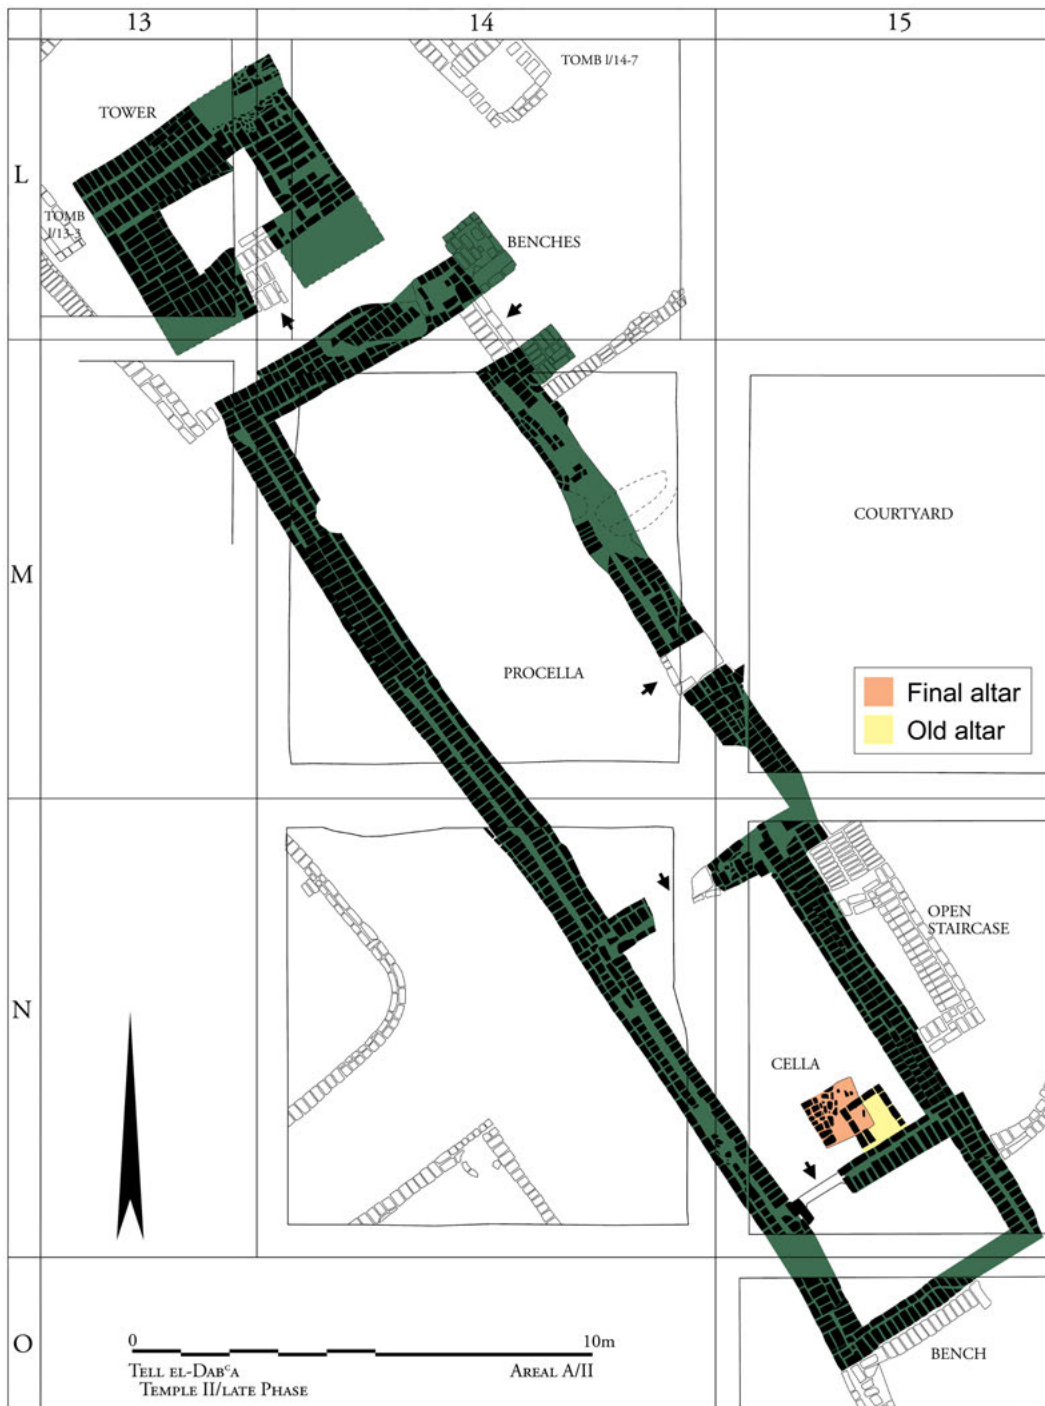 13 14 15
TOMB l/14-7
TOWER
L
TOMB
l/13-3
BENCHES
COURTYARD
M
PROCELLA
Final altar
Old altar
OPEN
STAIRCASE
N
CELLA
0 10m
O
TELL EL-DABᶜA AREAL A/II
TEMPLE II/LATE PHASE
BENCH